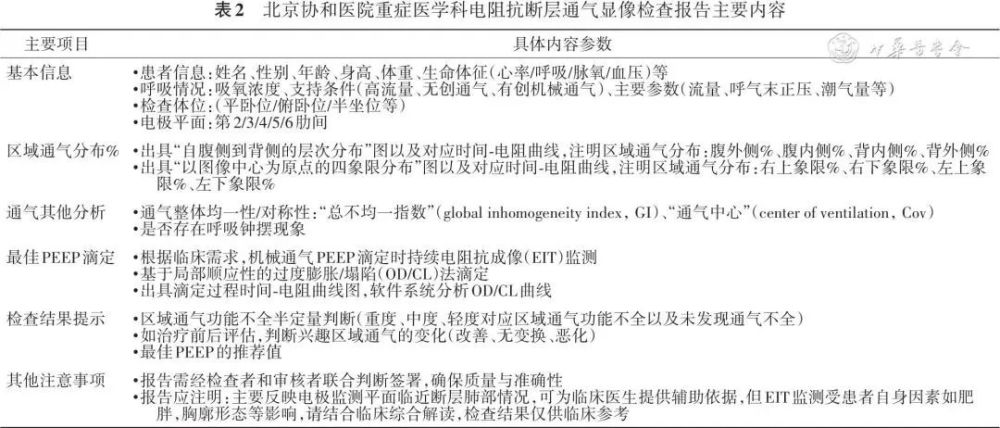 表2 北京协和医院重症医学科电阻抗断层通气显像检查报告主要内容
主要项目 具体内容参数
中华医学会
基本信息 •患者信息:姓名、性别、年龄、身高、体重、生命体征(心率/呼吸/脉氧/血压)等
•呼吸情况:吸氧浓度、支持条件(高流量、无创通气、有创机械通气)、主要参数(流量、呼气末正压、潮气量等)
•检查体位:(平卧位/俯卧位/半坐位等)
•电极平面:第2/3/4/5/6肋间
区域通气分布% •出具“自腹侧到背侧的层次分布”图以及对应时间-电阻曲线,注明区域通气分布:腹外侧%、腹内侧%、背内侧%、背外侧%
•出具“以图像中心为原点的四象限分布”图以及对应时间-电阻曲线,注明区域通气分布:右上象限%、右下象限%、左上象
限%、左下象限%
通气其他分析 •通气整体均一性/对称性:“总不均一指数”(global inhomogeneity index, GI)、“通气中心”(center of ventilation, Cov)
•是否存在呼吸钟摆现象
最佳PEEP滴定 •根据临床需求,机械通气PEEP滴定时持续电阻抗成像(EIT)监测
•基于局部顺应性的过度膨胀/塌陷(OD/CL)法滴定
•出具滴定过程时间-电阻曲线图,软件系统分析OD/CL曲线
检查结果提示 •区域通气功能不全半定量判断(重度、中度、轻度对应区域通气功能不全以及未发现通气不全)
•如治疗前后评估,判断兴趣区域通气的变化(改善、无变换、恶化)
•最佳PEEP的推荐值
其他注意事项 •报告需经检查者和审核者联合判断签署,确保质量与准确性
•报告应注明:主要反映电极监测平面临近断层肺部情况,可为临床医生提供辅助依据,但EIT监测受患者自身因素如肥
胖,胸廓形态等影响,请结合临床综合解读,检查结果仅供临床参考